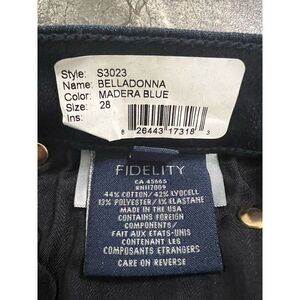 Style: S3023
Name: BELLADONNA
Color: MADERA BLUE
Size: 28
Ins:
8 26443 17318 3
FIDELITY
CA 45665
RN117009
44% COTTON/42% LYOCELL
13% POLYESTER/1% ELASTANE
MADE IN THE USA
CONTAINS FOREIGN
COMPONENTS/
FAIT AUX ETATS-UNIS
CONTENANT LES
COMPOSANTS ETRANGERS
CARE ON REVERSE